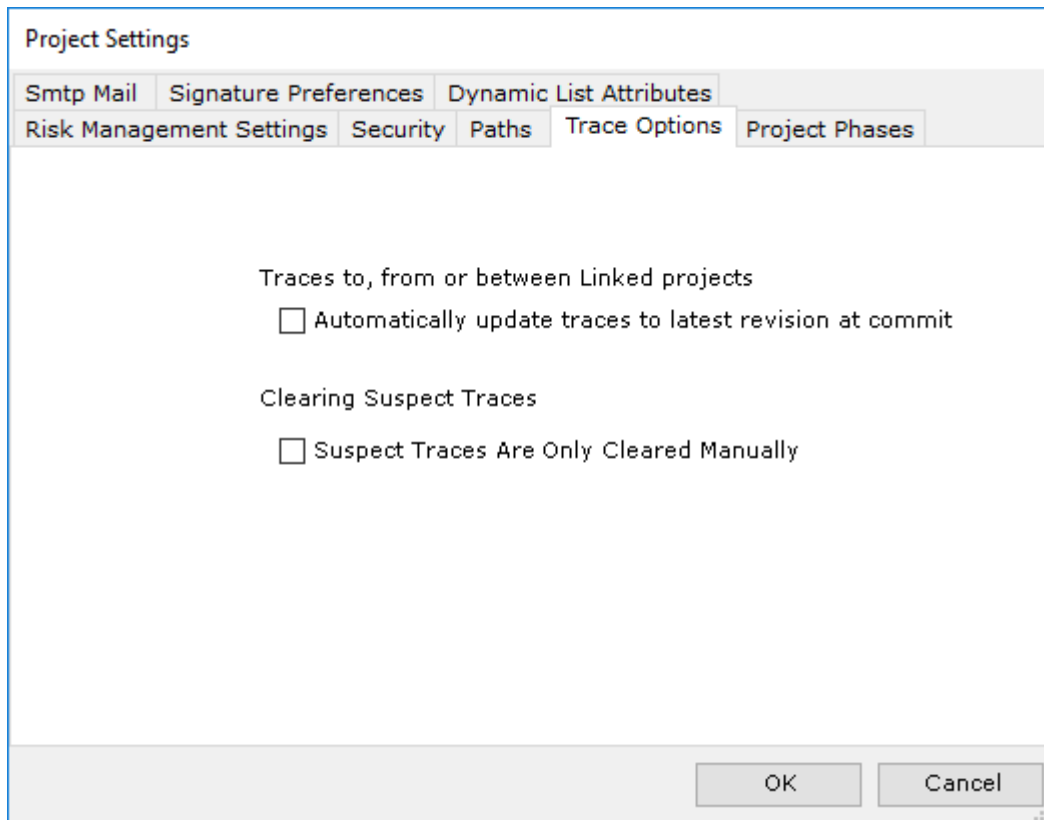 Project Settings
Smtp Mail Signature Preferences Dynamic List Attributes
Risk Management Settings Security Paths Trace Options Project Phases
Traces to, from or between Linked projects
Automatically update traces to latest revision at commit
Clearing Suspect Traces
Suspect Traces Are Only Cleared Manually
OK Cancel